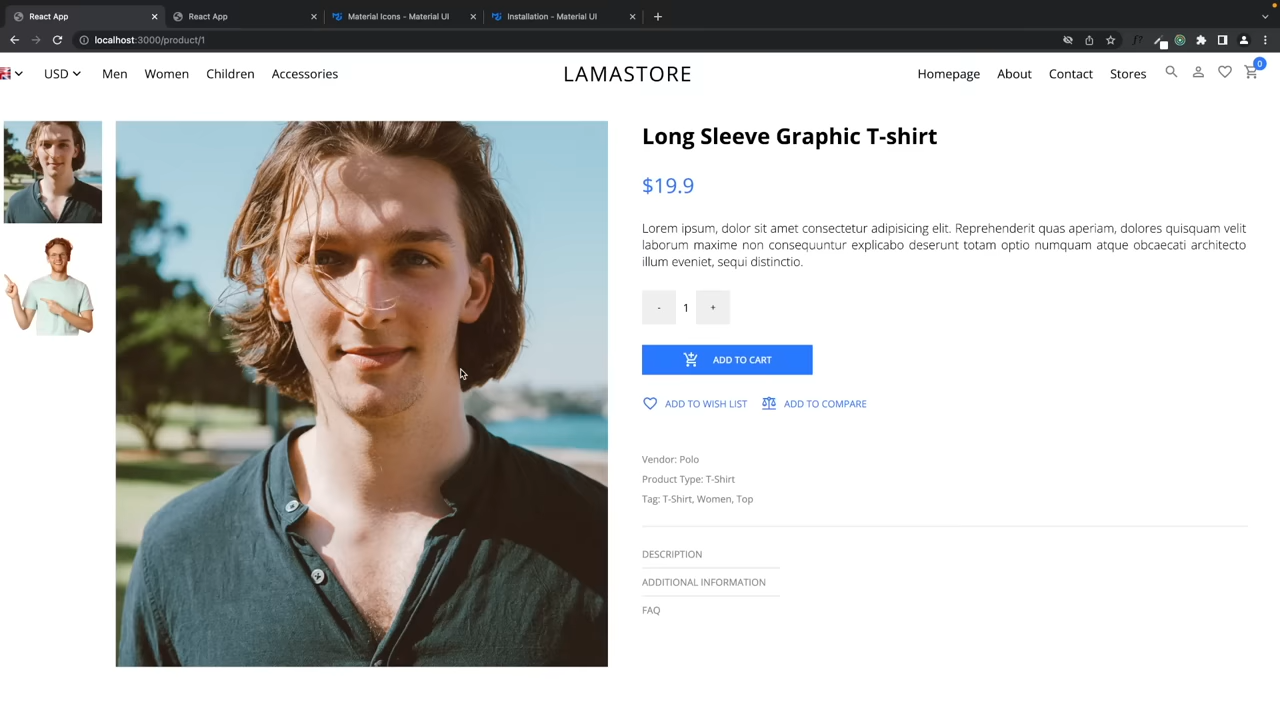 React App
React App
Material Icons - Material UI
Installation - Material UI
localhost:3000/product/1
f?
USD
Men
Women
Children
Accessories
LAMASTORE
Homepage
About
Contact
Stores
0
Long Sleeve Graphic T-shirt
$19.9
Lorem ipsum, dolor sit amet consectetur adipisicing elit. Reprehenderit quas aperiam, dolores quisquam velit
laborum maxime non consequuntur explicabo deserunt totam optio numquam atque obcaecati architecto
illum eveniet, sequi distinctio.
- 1 +
ADD TO CART
ADD TO WISH LIST
ADD TO COMPARE
Vendor: Polo
Product Type: T-Shirt
Tag: T-Shirt, Women, Top
DESCRIPTION
ADDITIONAL INFORMATION
FAQ